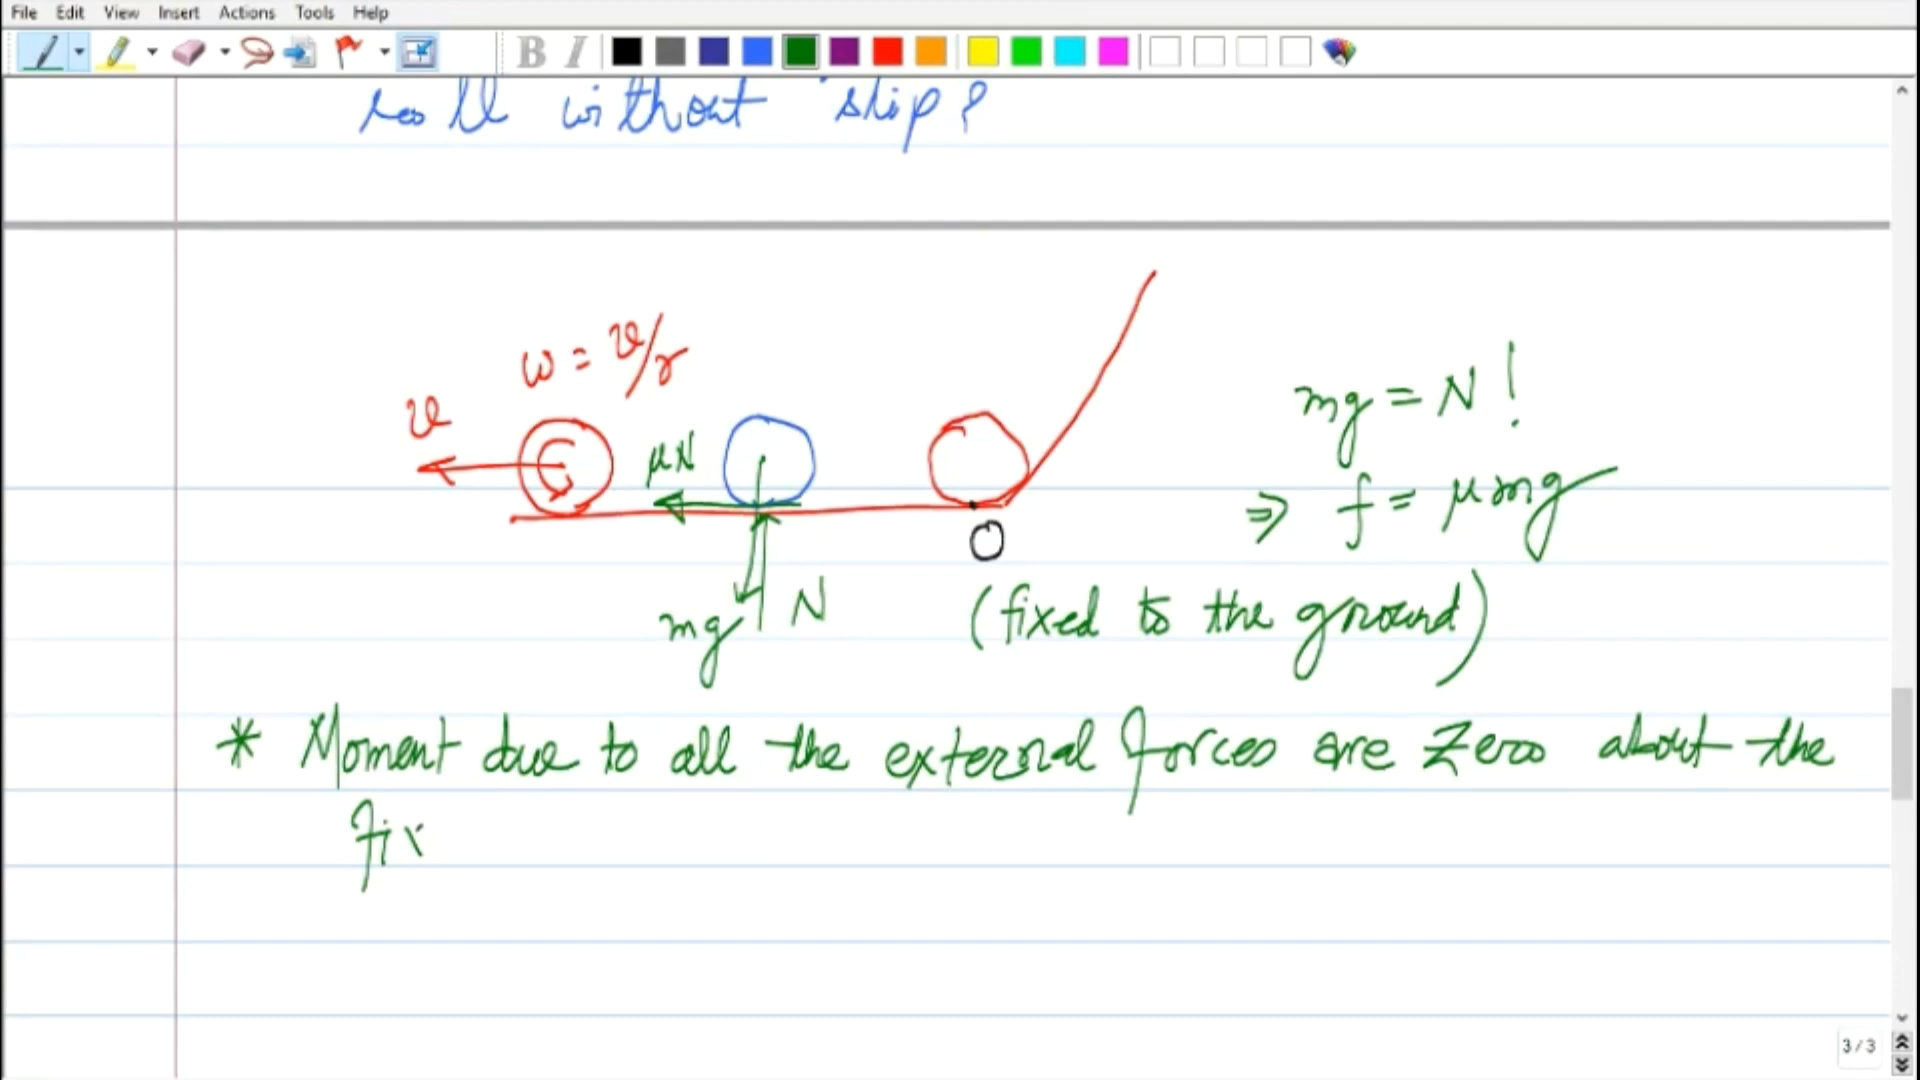 File Edit View Insert Actions Tools Help
B I
roll without slip?
ω = v/r
v
μN
mg = N!
⇒ f = μmg
O
mg N
(fixed to the ground)
* Moment due to all the external forces are zero about the
fix
3/3